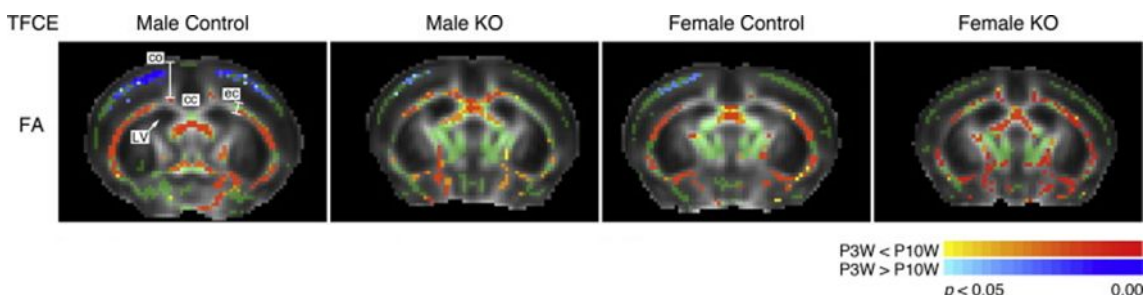 TFCE Male Control Male KO Female Control Female KO
co
cc
ec
LV
FA
P3W < P10W
P3W > P10W
p < 0.05 0.00